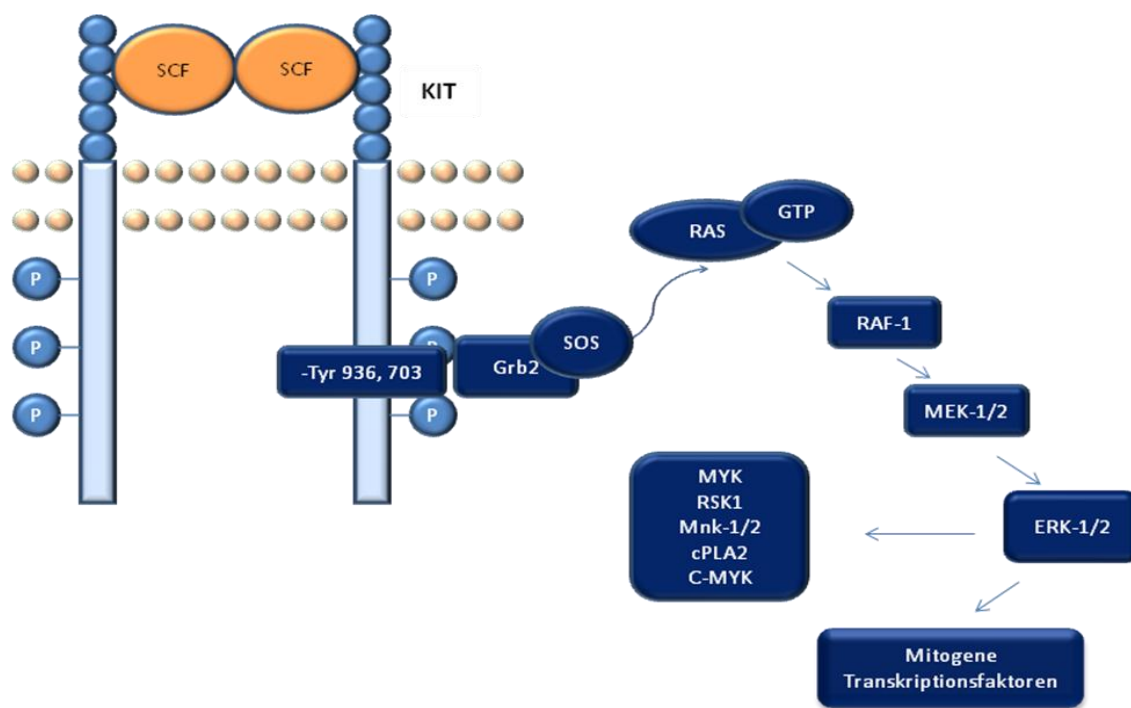 SCF
SCF
KIT
GTP
RAS
P
P
RAF-1
SOS
P
P
Grb2
-Tyr 936, 703
MEK-1/2
P
P
MYK
RSK1
Mnk-1/2
cPLA2
C-MYK
ERK-1/2
Mitogene
Transkriptionsfaktoren